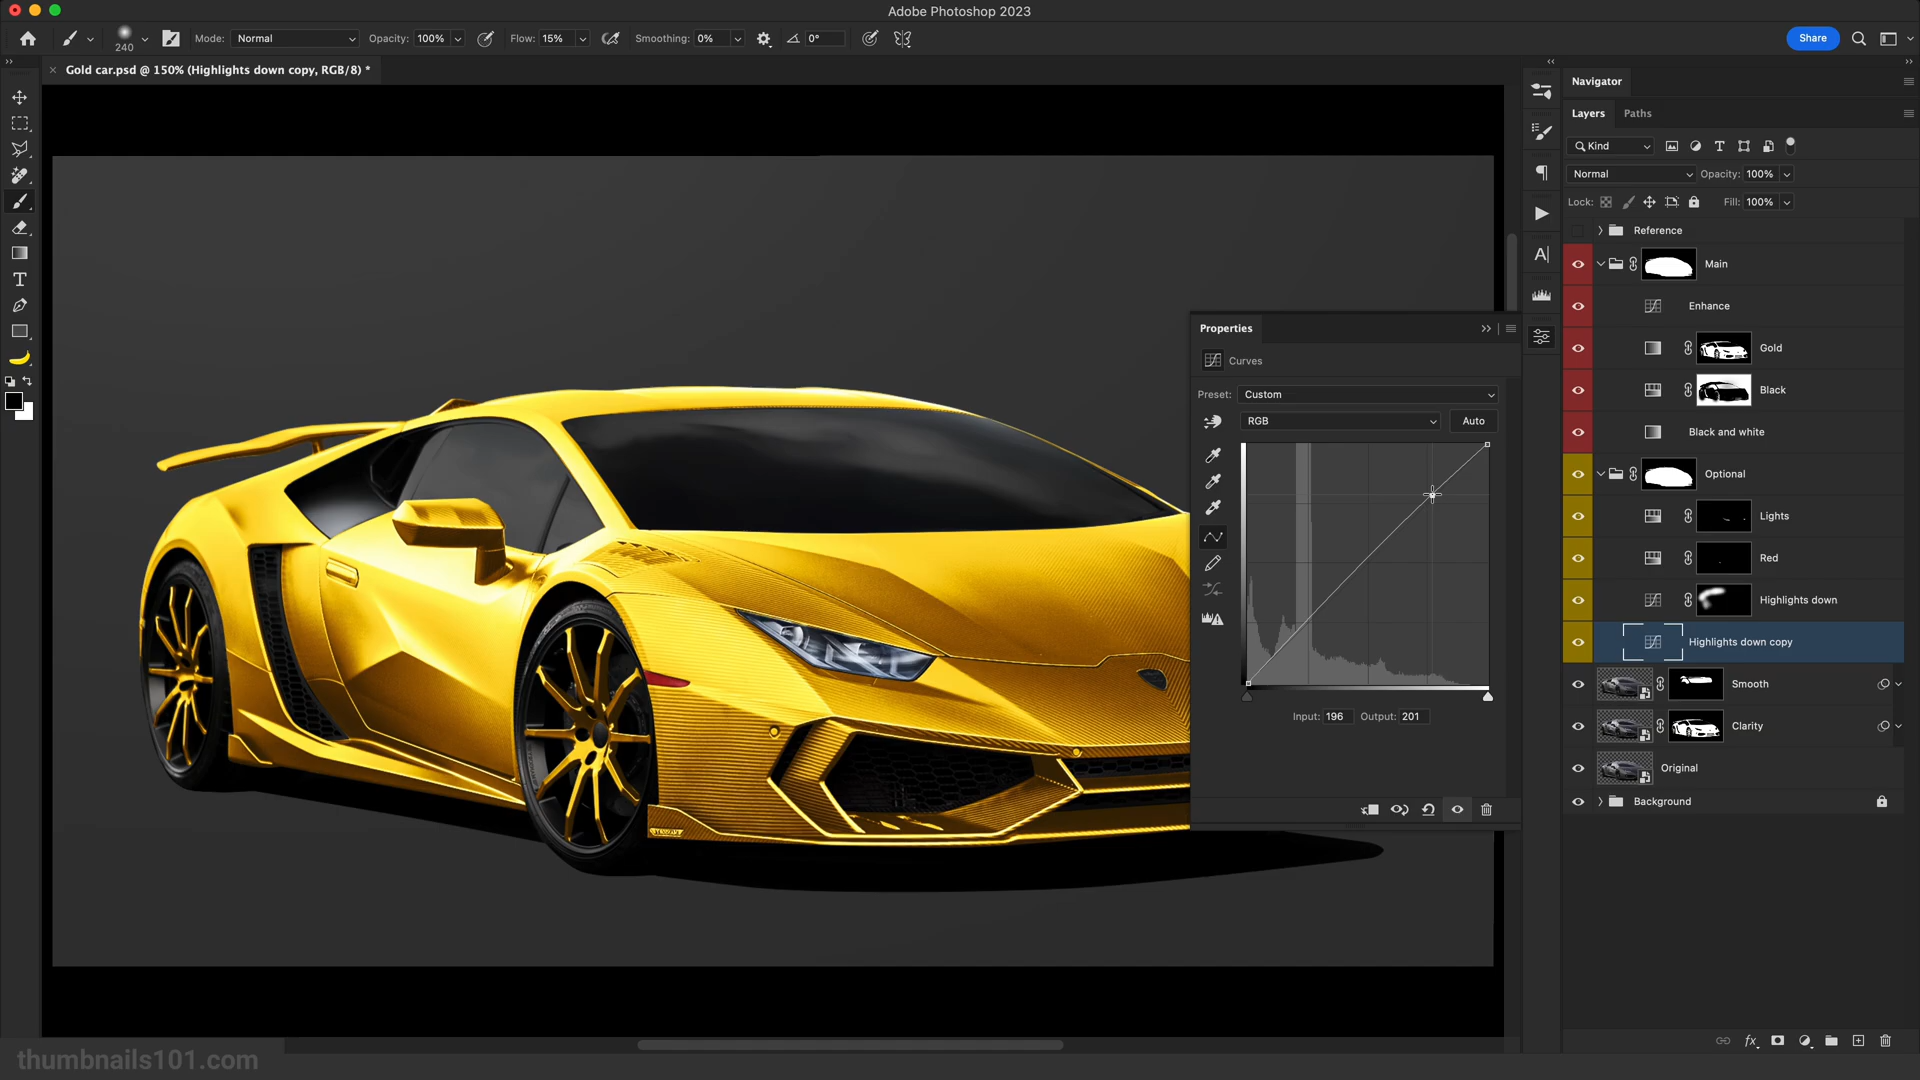 Adobe Photoshop 2023
240
Mode: Normal
Opacity: 100%
Flow: 15%
Smoothing: 0%
0°
Share
Gold car.psd @ 150% (Highlights down copy, RGB/8) *
Navigator
Layers Paths
Kind
Normal
Opacity: 100%
Lock:
Fill: 100%
Reference
Main
Enhance
Gold
Black
Black and white
Optional
Lights
Red
Highlights down
Highlights down copy
Smooth
Clarity
Original
Background
Properties
Curves
Preset: Custom
RGB
Auto
Input: 196 Output: 201
fx
thumbnails101.com